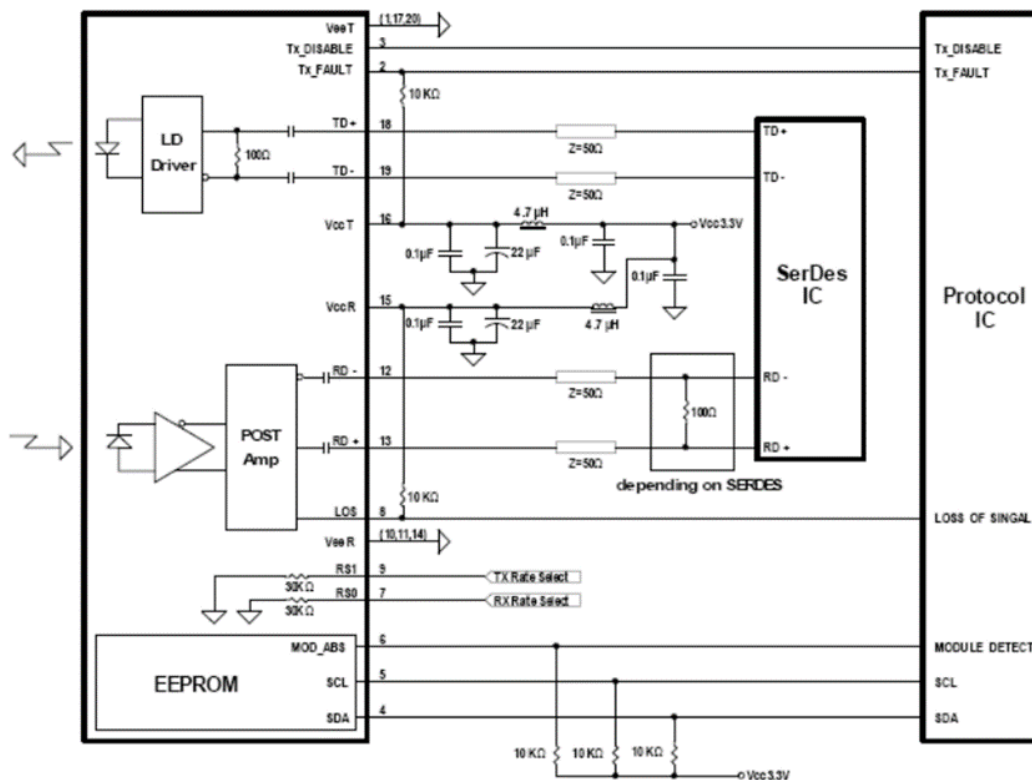 VeeT (1,17,20)
Tx_DISABLE 3 Tx_DISABLE
Tx_FAULT 2 Tx_FAULT
10 KΩ
LD
Driver
100Ω
TD+ 18 Z=50Ω TD+
TD- 19 Z=50Ω TD-
VccT 16 4.7 µH Vcc3.3V
0.1µF 22 µF 0.1µF 0.1µF
SerDes
IC
Protocol
IC
VccR 15
0.1µF 22 µF 4.7 µH
RD - 12 Z=50Ω RD -
100Ω
POST
Amp
RD + 13 Z=50Ω RD+
depending on SERDES
10 KΩ
LOS 8 LOSS OF SINGAL
VeeR (10,11,14)
RS1 9 TX Rate Select
30KΩ
RS0 7 RX Rate Select
30KΩ
EEPROM
MOD_ABS 6 MODULE DETECT
SCL 5 SCL
SDA 4 SDA
10 KΩ 10 KΩ 10 KΩ
Vcc3.3V